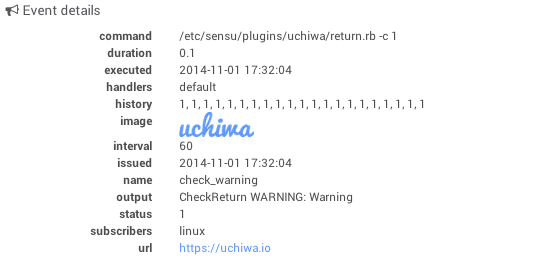 Event details
command /etc/sensu/plugins/uchiwa/return.rb -c 1
duration 0.1
executed 2014-11-01 17:32:04
handlers default
history 1, 1, 1, 1, 1, 1, 1, 1, 1, 1, 1, 1, 1, 1, 1, 1, 1, 1, 1, 1, 1
image uchiwa
interval 60
issued 2014-11-01 17:32:04
name check_warning
output CheckReturn WARNING: Warning
status 1
subscribers linux
url https://uchiwa.io